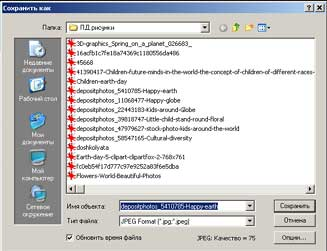 Сохранить как
Папка: ПД рисунки
3D-graphics_Spring_on_a_planet_026683_
16acfb1c7fe18a74369c1180556da486
45668
41390417-Children-future-minds-in-the-world-the-concept-of-children-of-different-races-
Children-earth-day
depositphotos_5410785-Happy-earth
depositphotos_11068477-Happy-globe
depositphotos_22443183-Kids-around-Globe
depositphotos_39818747-Little-child-stand-round-floral
depositphotos_47979627-stock-photo-kids-around-the-world
depositphotos_58547165-Cultural-diversity
doshkolyata
Earth-day-5-clipart-clipartfox-2-768x761
fc0eb54f17d777c97e9252a83f6e5dba
Flowers-World-Beautiful-Photos
Недавние документы
Рабочий стол
Мои документы
Мой компьютер
Сетевое окружение
Имя объекта: depositphotos_5410785-Happy-earth
Сохранить
Тип файла: JPEG Format (*.jpg;*.jpeg)
Отмена
Обновить время файла
JPEG: Качество = 75
Опции...